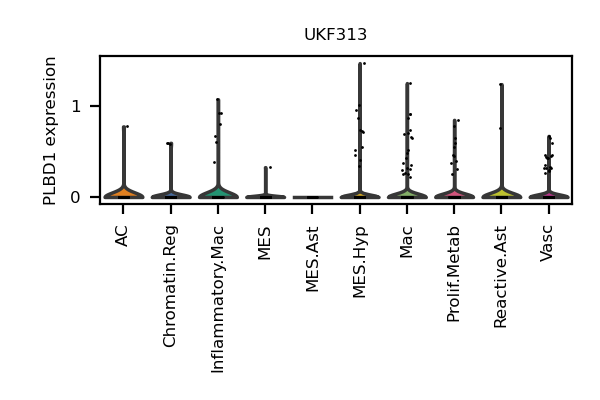 UKF313
PLBD1 expression
1
0
AC
Chromatin.Reg
Inflammatory.Mac
MES
MES.Ast
MES.Hyp
Mac
Prolif.Metab
Reactive.Ast
Vasc